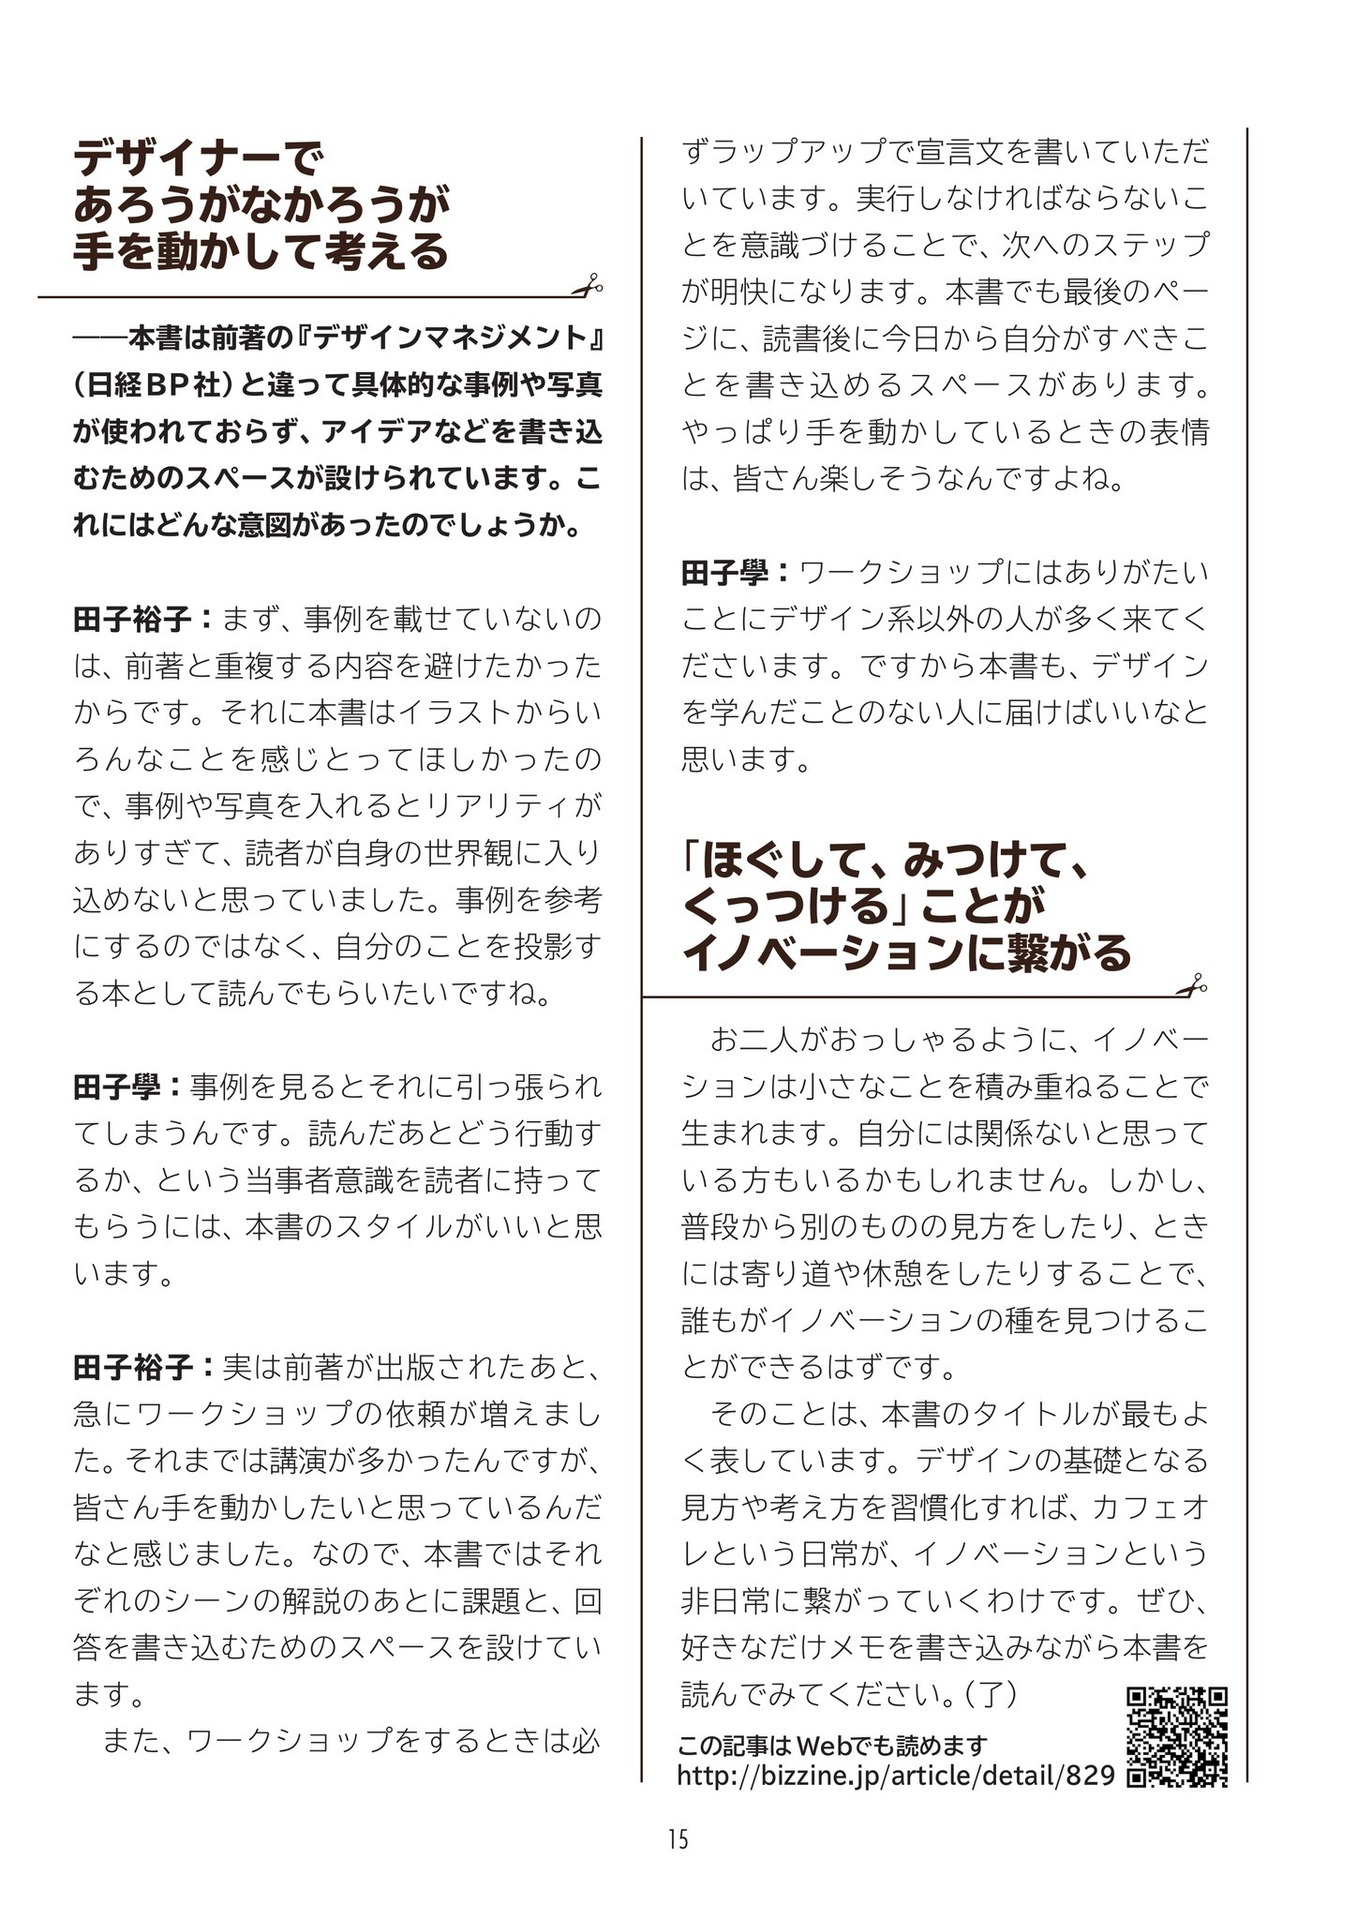 デザイナーで
あろうがなかろうが
手を動かして考える
――本書は前著の『デザインマネジメント』
（日経BP社）と違って具体的な事例や写真
が使われておらず、アイデアなどを書き込
むためのスペースが設けられています。こ
れにはどんな意図があったのでしょうか。
田子裕子：まず、事例を載せていないの
は、前著と重複する内容を避けたかった
からです。それに本書はイラストからい
ろんなことを感じとってほしかったの
で、事例や写真を入れるとリアリティが
ありすぎて、読者が自身の世界観に入り
込めないと思っていました。事例を参考
にするのではなく、自分のことを投影す
る本として読んでもらいたいですね。
田子學：事例を見るとそれに引っ張られ
てしまうんです。読んだあとどう行動す
るか、という当事者意識を読者に持って
もらうには、本書のスタイルがいいと思
います。
田子裕子：実は前著が出版されたあと、
急にワークショップの依頼が増えまし
た。それまでは講演が多かったんですが、
皆さん手を動かしたいと思っているんだ
なと感じました。なので、本書ではそれ
ぞれのシーンの解説のあとに課題と、回
答を書き込むためのスペースを設けてい
ます。
　また、ワークショップをするときは必
ずラップアップで宣言文を書いていただ
いています。実行しなければならないこ
とを意識づけることで、次へのステップ
が明快になります。本書でも最後のペー
ジに、読書後に今日から自分がすべきこ
とを書き込めるスペースがあります。
やっぱり手を動かしているときの表情
は、皆さん楽しそうなんですよね。
田子學：ワークショップにはありがたい
ことにデザイン系以外の人が多く来てく
ださいます。ですから本書も、デザイン
を学んだことのない人に届けばいいなと
思います。
「ほぐして、みつけて、
くっつける」ことが
イノベーションに繋がる
　お二人がおっしゃるように、イノベー
ションは小さなことを積み重ねることで
生まれます。自分には関係ないと思って
いる方もいるかもしれません。しかし、
普段から別のものの見方をしたり、とき
には寄り道や休憩をしたりすることで、
誰もがイノベーションの種を見つけるこ
とができるはずです。
　そのことは、本書のタイトルが最もよ
く表しています。デザインの基礎となる
見方や考え方を習慣化すれば、カフェオ
レという日常が、イノベーションという
非日常に繋がっていくわけです。ぜひ、
好きなだけメモを書き込みながら本書を
読んでみてください。（了）
この記事はWebでも読めます
http://bizzine.jp/article/detail/829
15